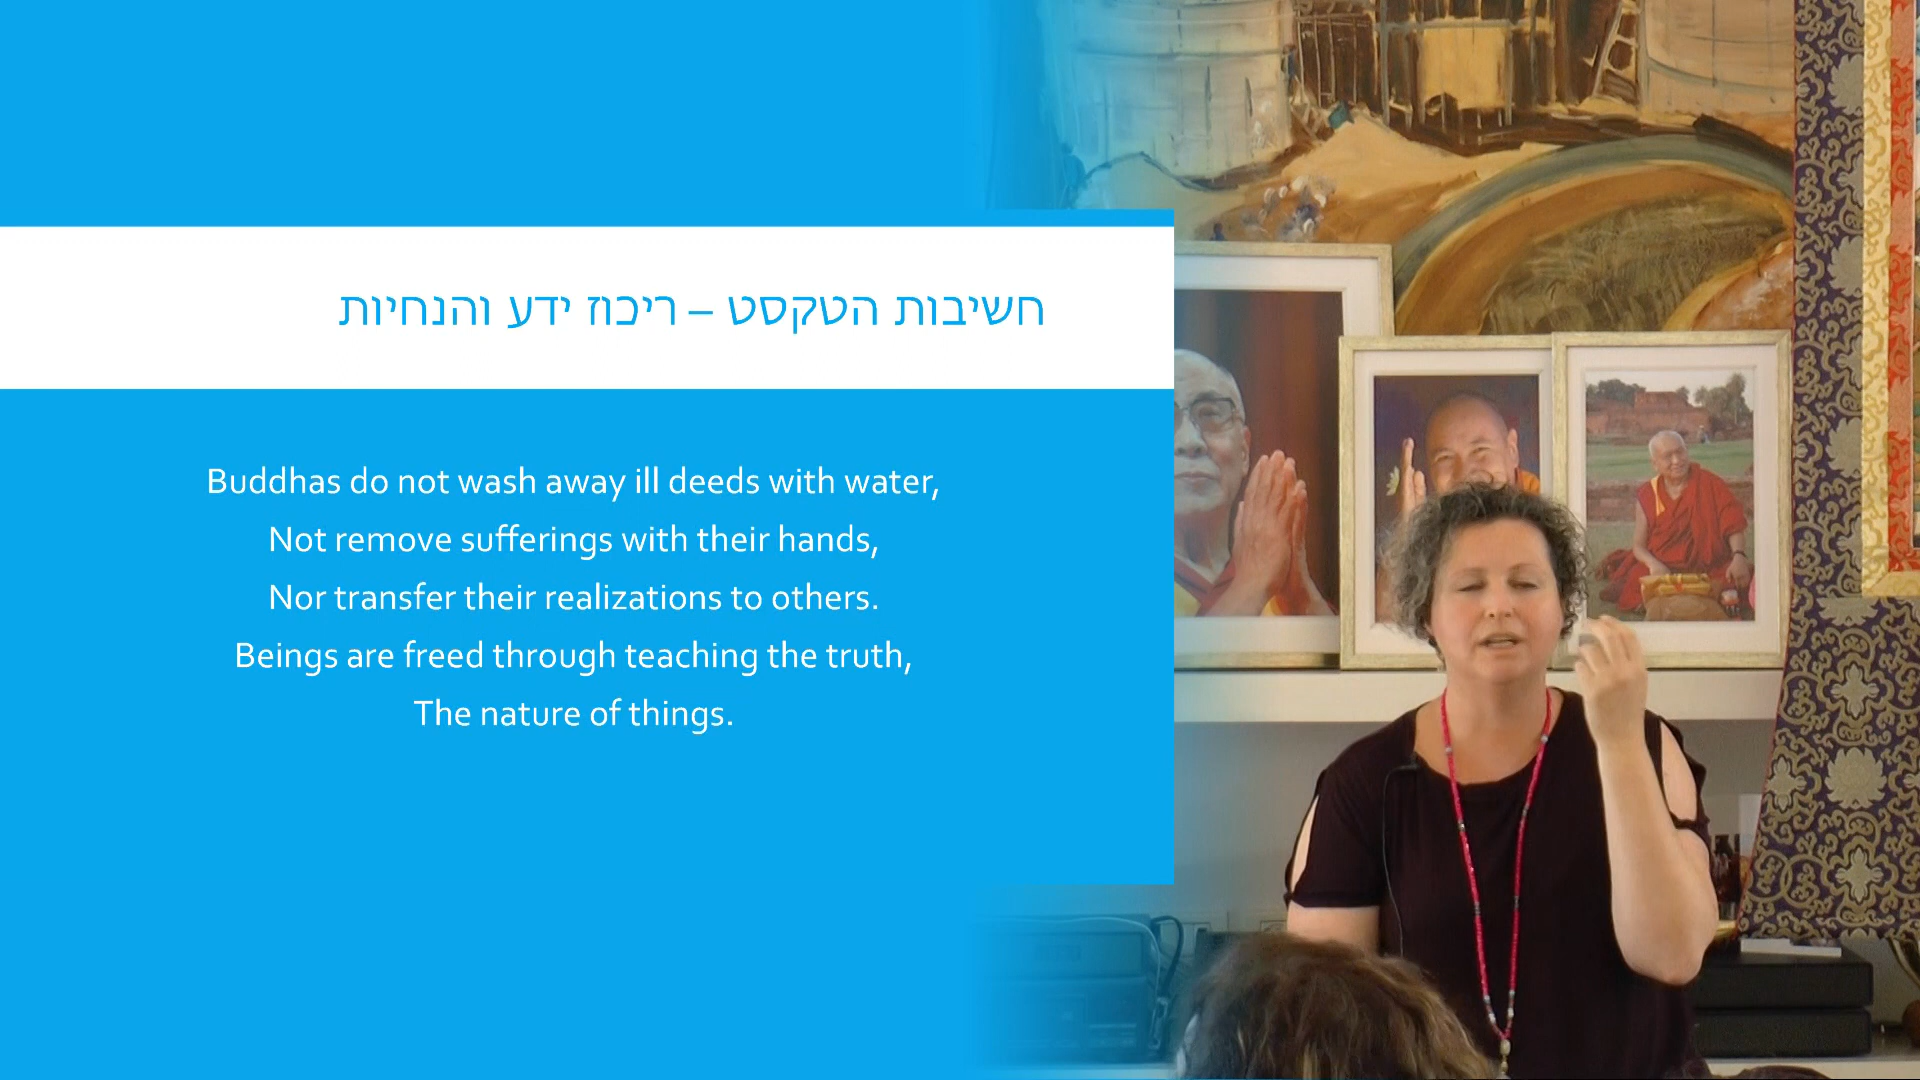 חשיבות הטקסט – ריכוז ידע והנחיות
Buddhas do not wash away ill deeds with water,
Not remove sufferings with their hands,
Nor transfer their realizations to others.
Beings are freed through teaching the truth,
The nature of things.